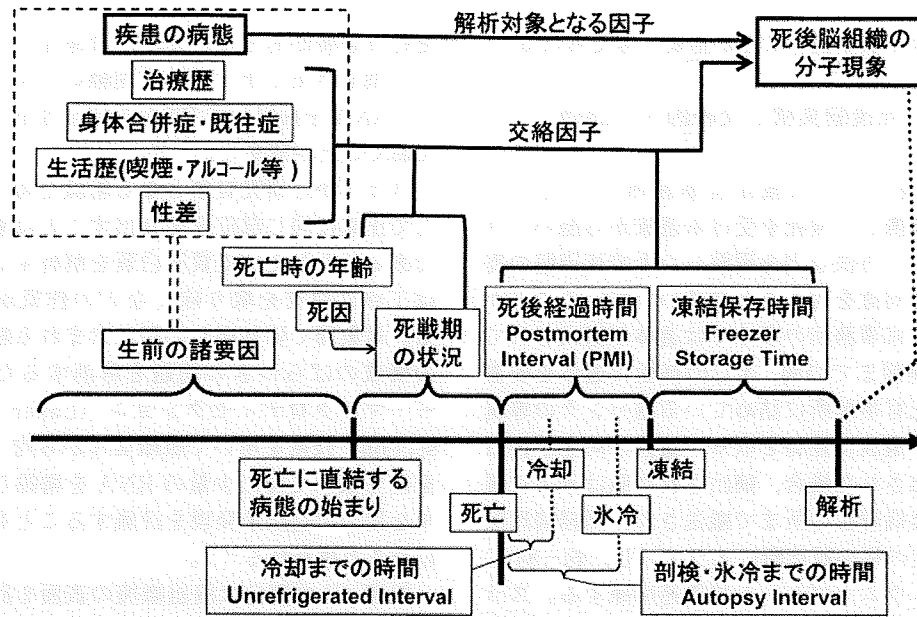 疾患の病態
解析対象となる因子
死後脳組織の
分子現象
治療歴
身体合併症・既往症
交絡因子
生活歴(喫煙・アルコール等 )
性差
死亡時の年齢
死因
死戦期
の状況
死後経過時間
Postmortem
Interval (PMI)
凍結保存時間
Freezer
Storage Time
生前の諸要因
死亡に直結する
病態の始まり
死亡
冷却
氷冷
凍結
解析
冷却までの時間
Unrefrigerated Interval
剖検・氷冷までの時間
Autopsy Interval